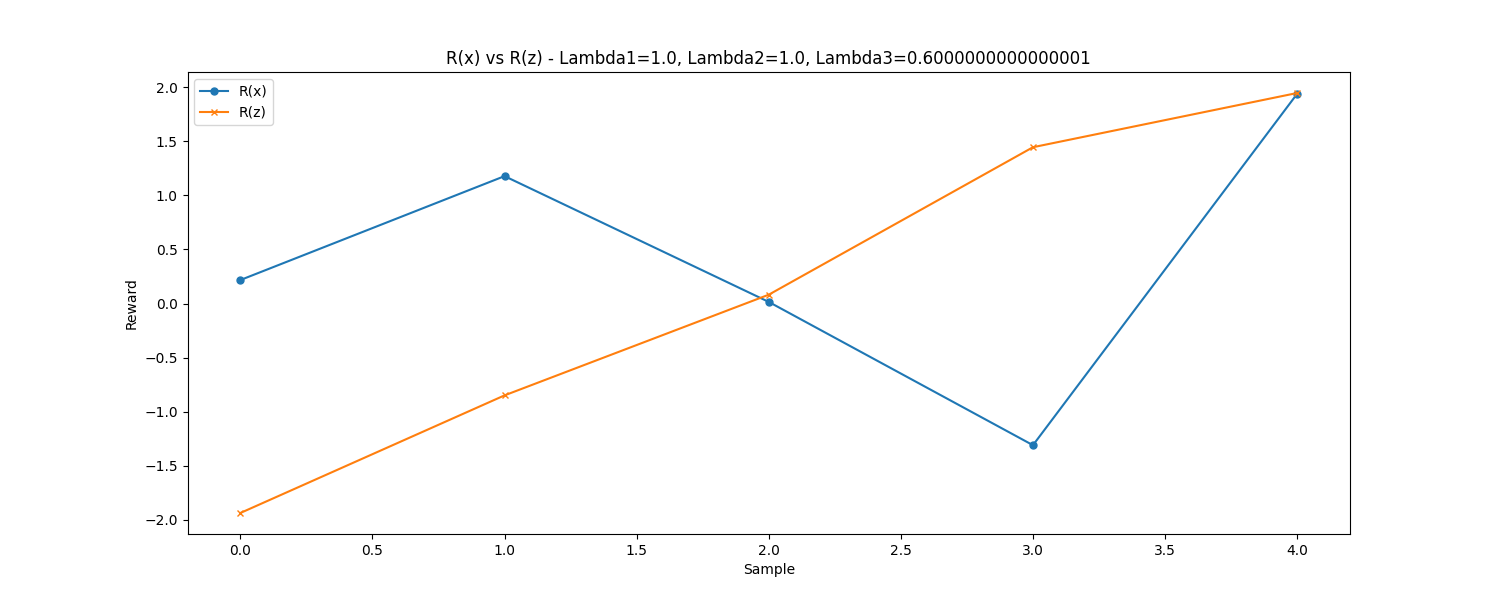 R(x) vs R(z) - Lambda1=1.0, Lambda2=1.0, Lambda3=0.6000000000000001
R(x)
R(z)
Reward
2.0
1.5
1.0
0.5
0.0
−0.5
−1.0
−1.5
−2.0
0.0 0.5 1.0 1.5 2.0 2.5 3.0 3.5 4.0
Sample